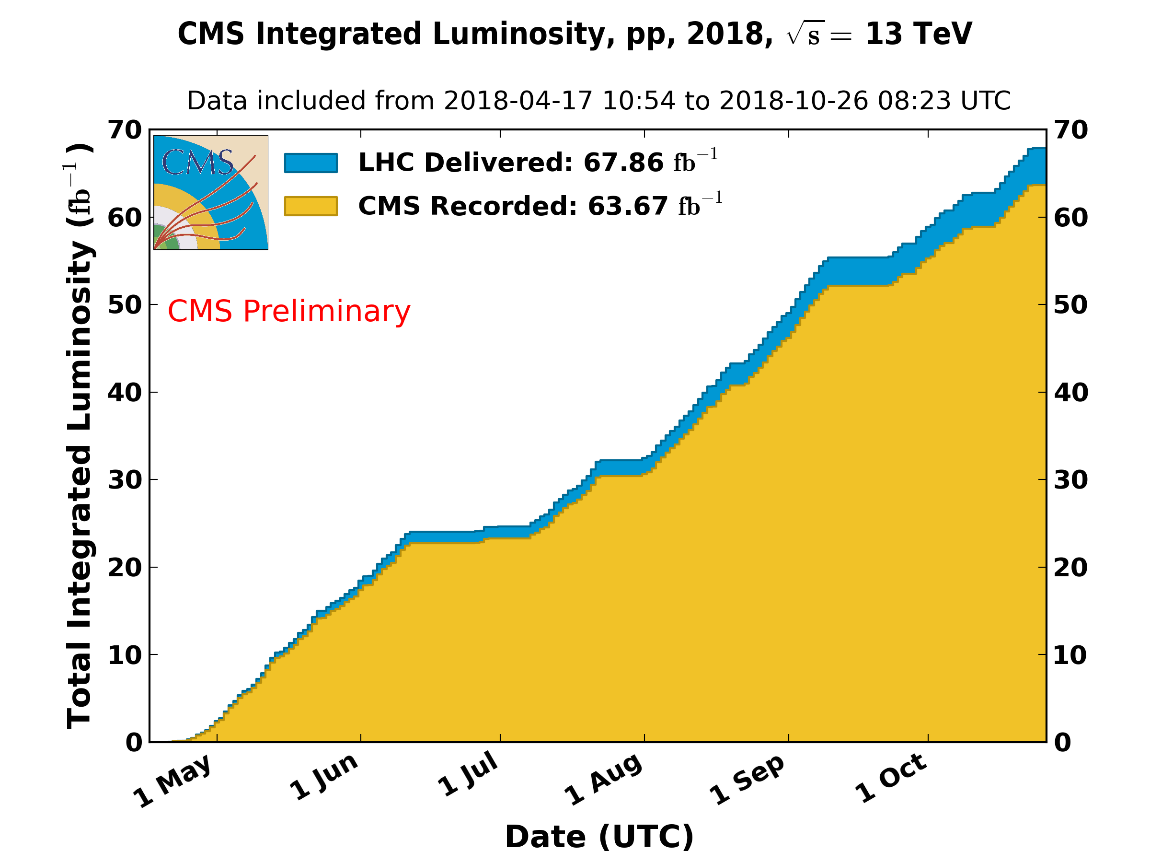 CMS Integrated Luminosity, pp, 2018, √s = 13 TeV
Data included from 2018-04-17 10:54 to 2018-10-26 08:23 UTC
CMS
LHC Delivered: 67.86 fb⁻¹
CMS Recorded: 63.67 fb⁻¹
CMS Preliminary
Total Integrated Luminosity (fb⁻¹)
70
60
50
40
30
20
10
0
70
60
50
40
30
20
10
0
1 May
1 Jun
1 Jul
1 Aug
1 Sep
1 Oct
Date (UTC)